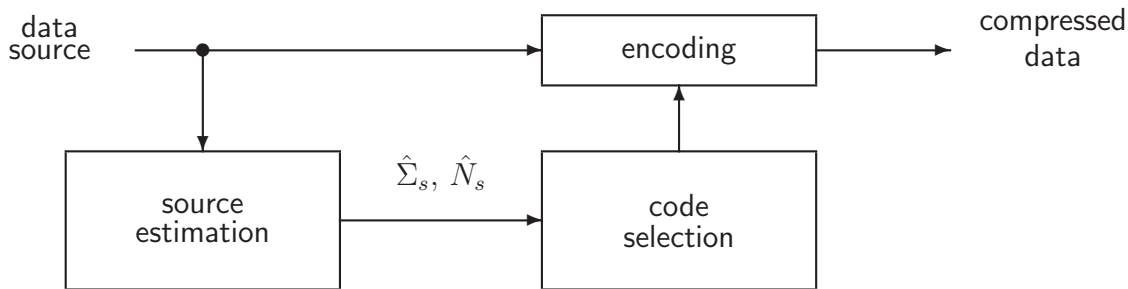 data
source
encoding
compressed
data
source
estimation
Σ̂ₛ, N̂ₛ
code
selection